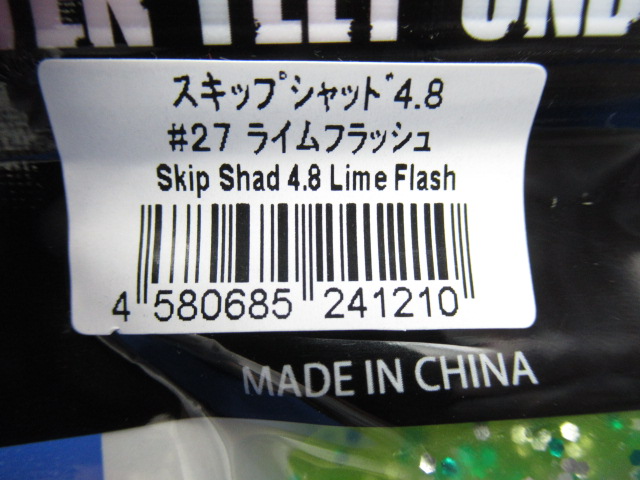 スキップシャッド4.8
#27 ライムフラッシュ
Skip Shad 4.8 Lime Flash
4 580685 241210
MADE IN CHINA